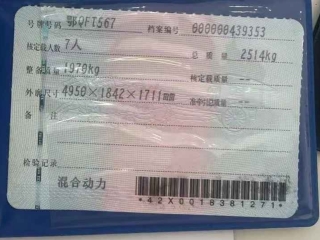 号牌号码 鄂QFI567 档案编号 600000439353
核定载人数 7人 总质量 2514kg
整备质量 1970kg 核定载质量 --
外廓尺寸 4950×1842×1711mm 准牵引总质量 --
备注
检验记录
混合动力
*42X0018381271*